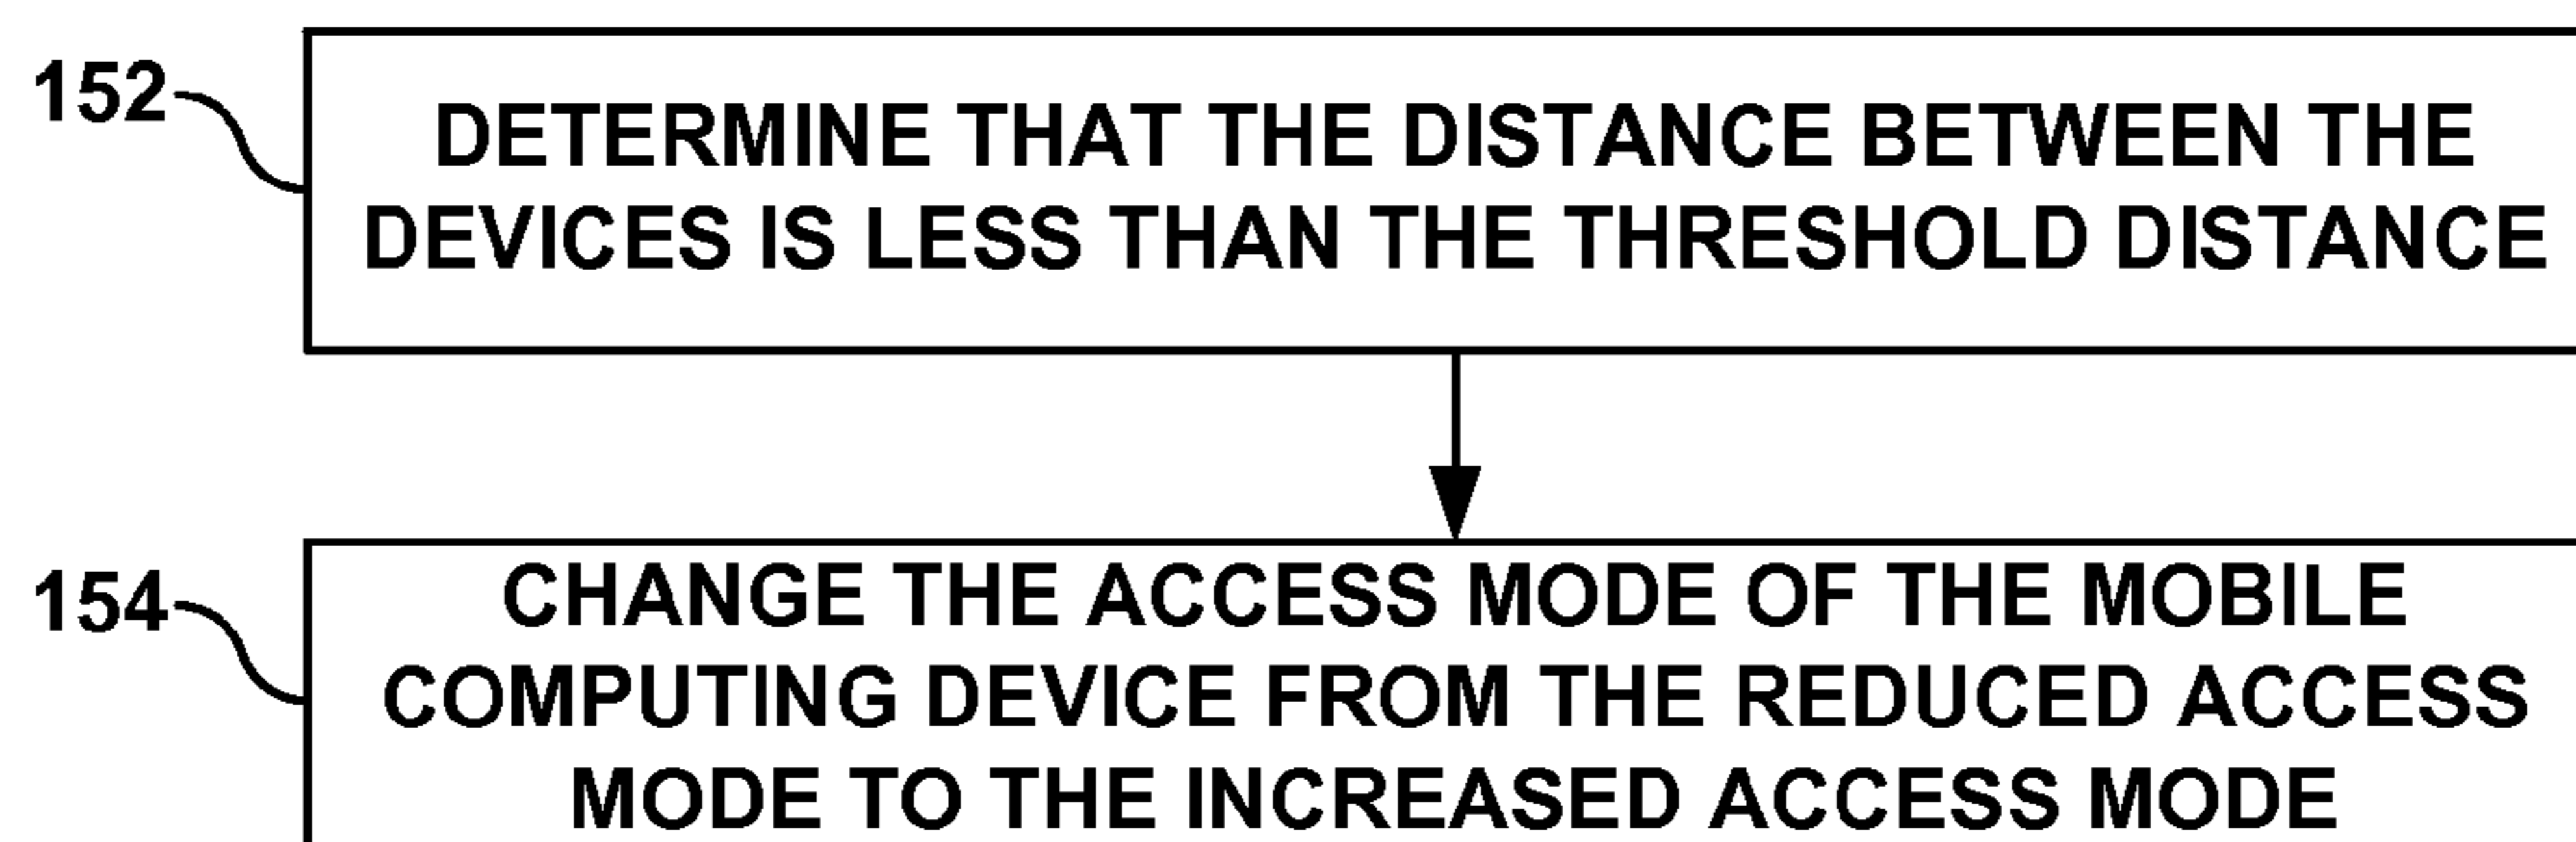 152
DETERMINE THAT THE DISTANCE BETWEEN THE
DEVICES IS LESS THAN THE THRESHOLD DISTANCE
154
CHANGE THE ACCESS MODE OF THE MOBILE
COMPUTING DEVICE FROM THE REDUCED ACCESS
MODE TO THE INCREASED ACCESS MODE